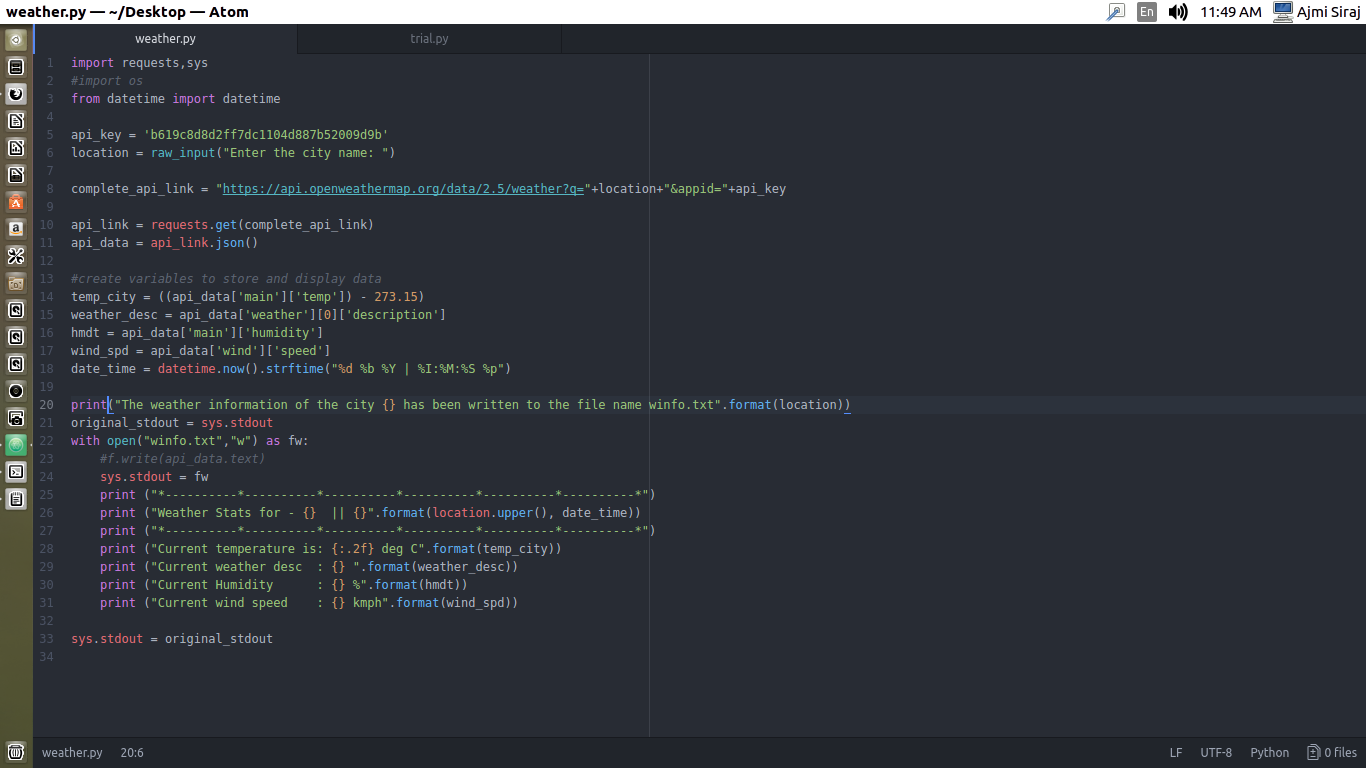 weather.py — ~/Desktop — Atom
En 11:49 AM Ajmi Siraj
weather.py trial.py
1 import requests,sys
2 #import os
3 from datetime import datetime
4
5 api_key = 'b619c8d8d2ff7dc1104d887b52009d9b'
6 location = raw_input("Enter the city name: ")
7
8 complete_api_link = "https://api.openweathermap.org/data/2.5/weather?q="+location+"&appid="+api_key
9
10 api_link = requests.get(complete_api_link)
11 api_data = api_link.json()
12
13 #create variables to store and display data
14 temp_city = ((api_data['main']['temp']) - 273.15)
15 weather_desc = api_data['weather'][0]['description']
16 hmdt = api_data['main']['humidity']
17 wind_spd = api_data['wind']['speed']
18 date_time = datetime.now().strftime("%d %b %Y | %I:%M:%S %p")
19
20 print("The weather information of the city {} has been written to the file name winfo.txt".format(location))
21 original_stdout = sys.stdout
22 with open("winfo.txt","w") as fw:
23     #f.write(api_data.text)
24     sys.stdout = fw
25     print ("*----------*----------*----------*----------*----------*----------*")
26     print ("Weather Stats for - {}  || {}".format(location.upper(), date_time))
27     print ("*----------*----------*----------*----------*----------*----------*")
28     print ("Current temperature is: {:.2f} deg C".format(temp_city))
29     print ("Current weather desc  : {} ".format(weather_desc))
30     print ("Current Humidity      : {} %".format(hmdt))
31     print ("Current wind speed    : {} kmph".format(wind_spd))
32
33 sys.stdout = original_stdout
34
weather.py 20:6 LF UTF-8 Python 0 files